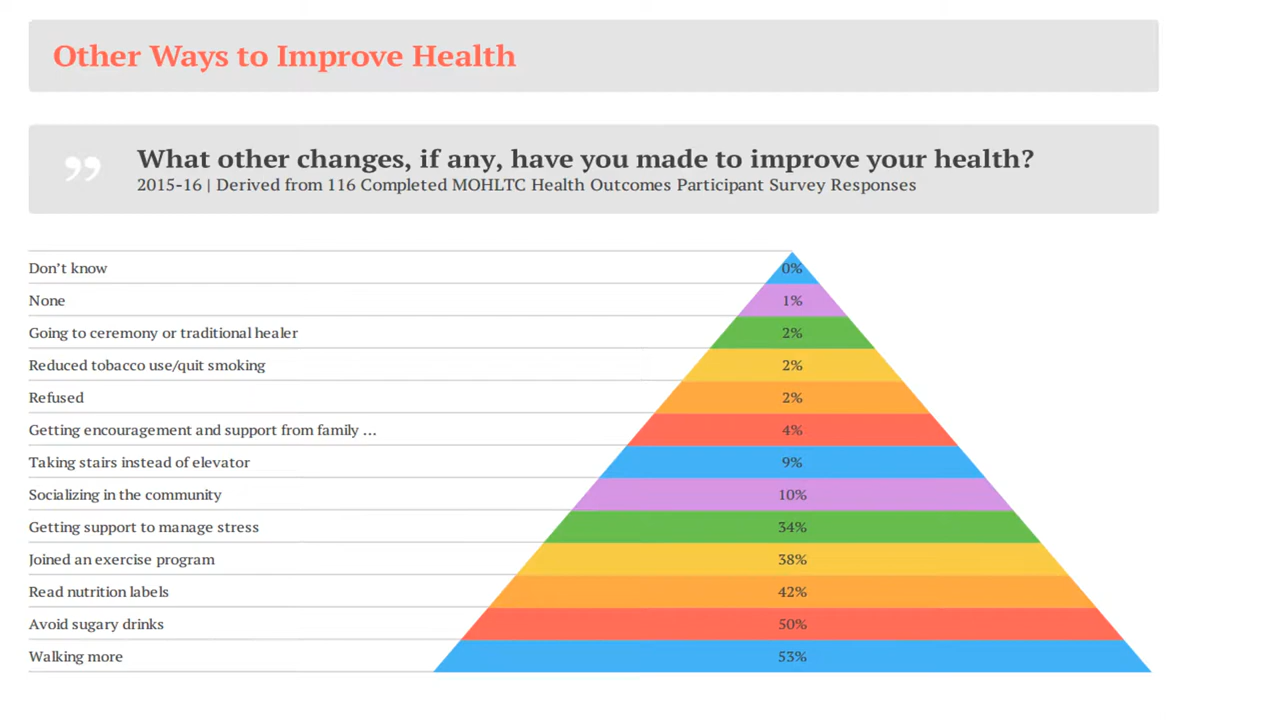 Other Ways to Improve Health
” What other changes, if any, have you made to improve your health?
2015-16 | Derived from 116 Completed MOHLTC Health Outcomes Participant Survey Responses
Don’t know 0%
None 1%
Going to ceremony or traditional healer 2%
Reduced tobacco use/quit smoking 2%
Refused 2%
Getting encouragement and support from family ... 4%
Taking stairs instead of elevator 9%
Socializing in the community 10%
Getting support to manage stress 34%
Joined an exercise program 38%
Read nutrition labels 42%
Avoid sugary drinks 50%
Walking more 53%